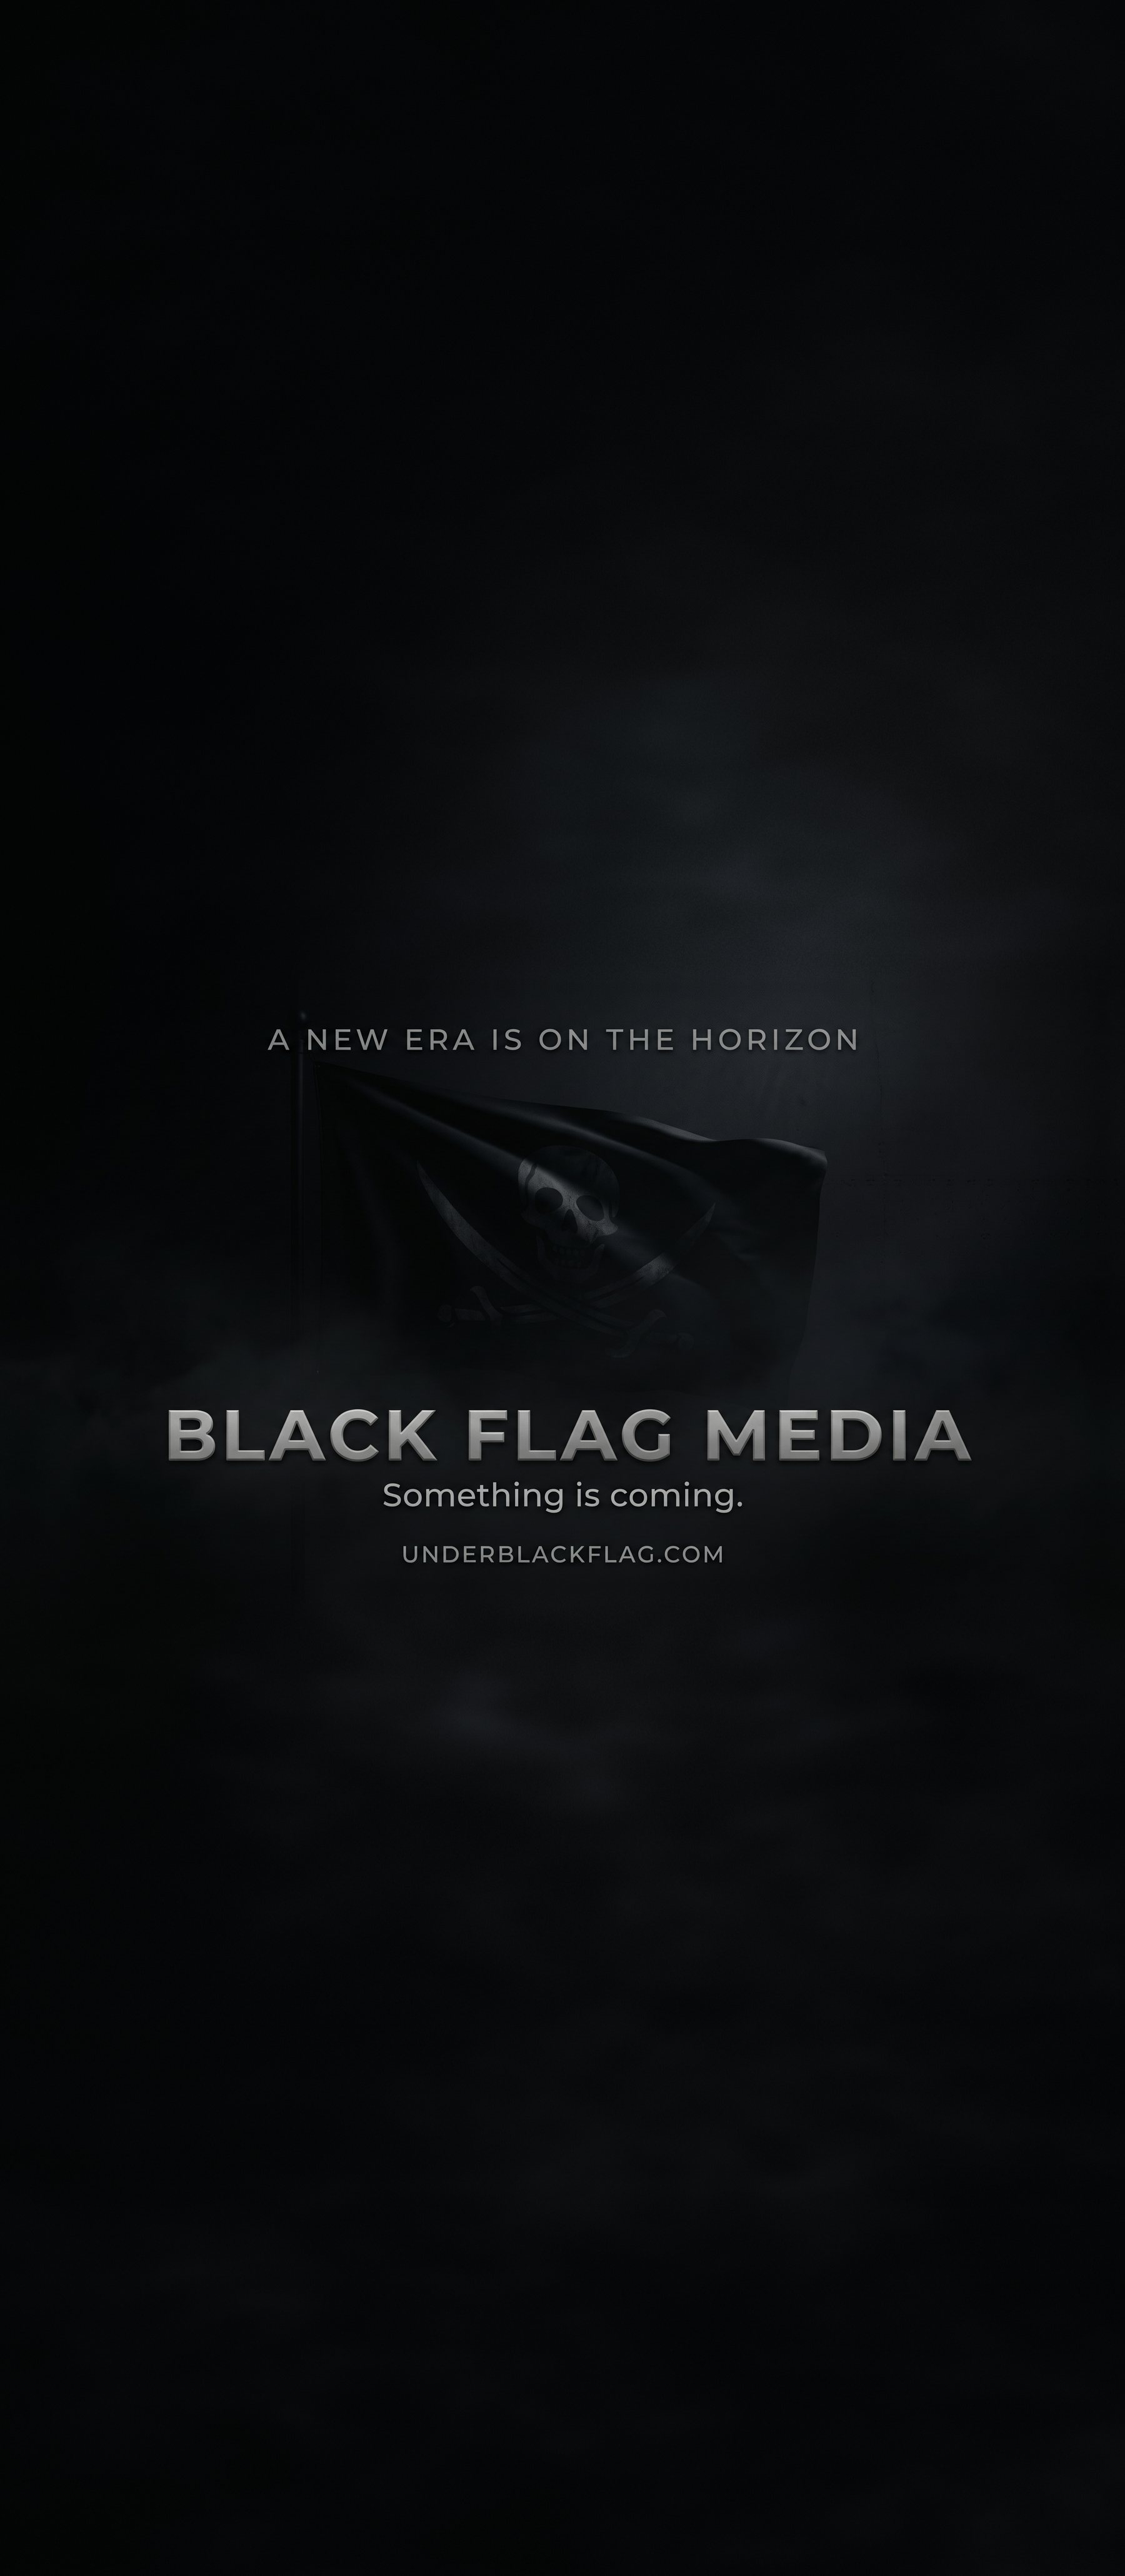 A NEW ERA IS ON THE HORIZON
BLACK FLAG MEDIA
Something is coming.
UNDERBLACKFLAG.COM